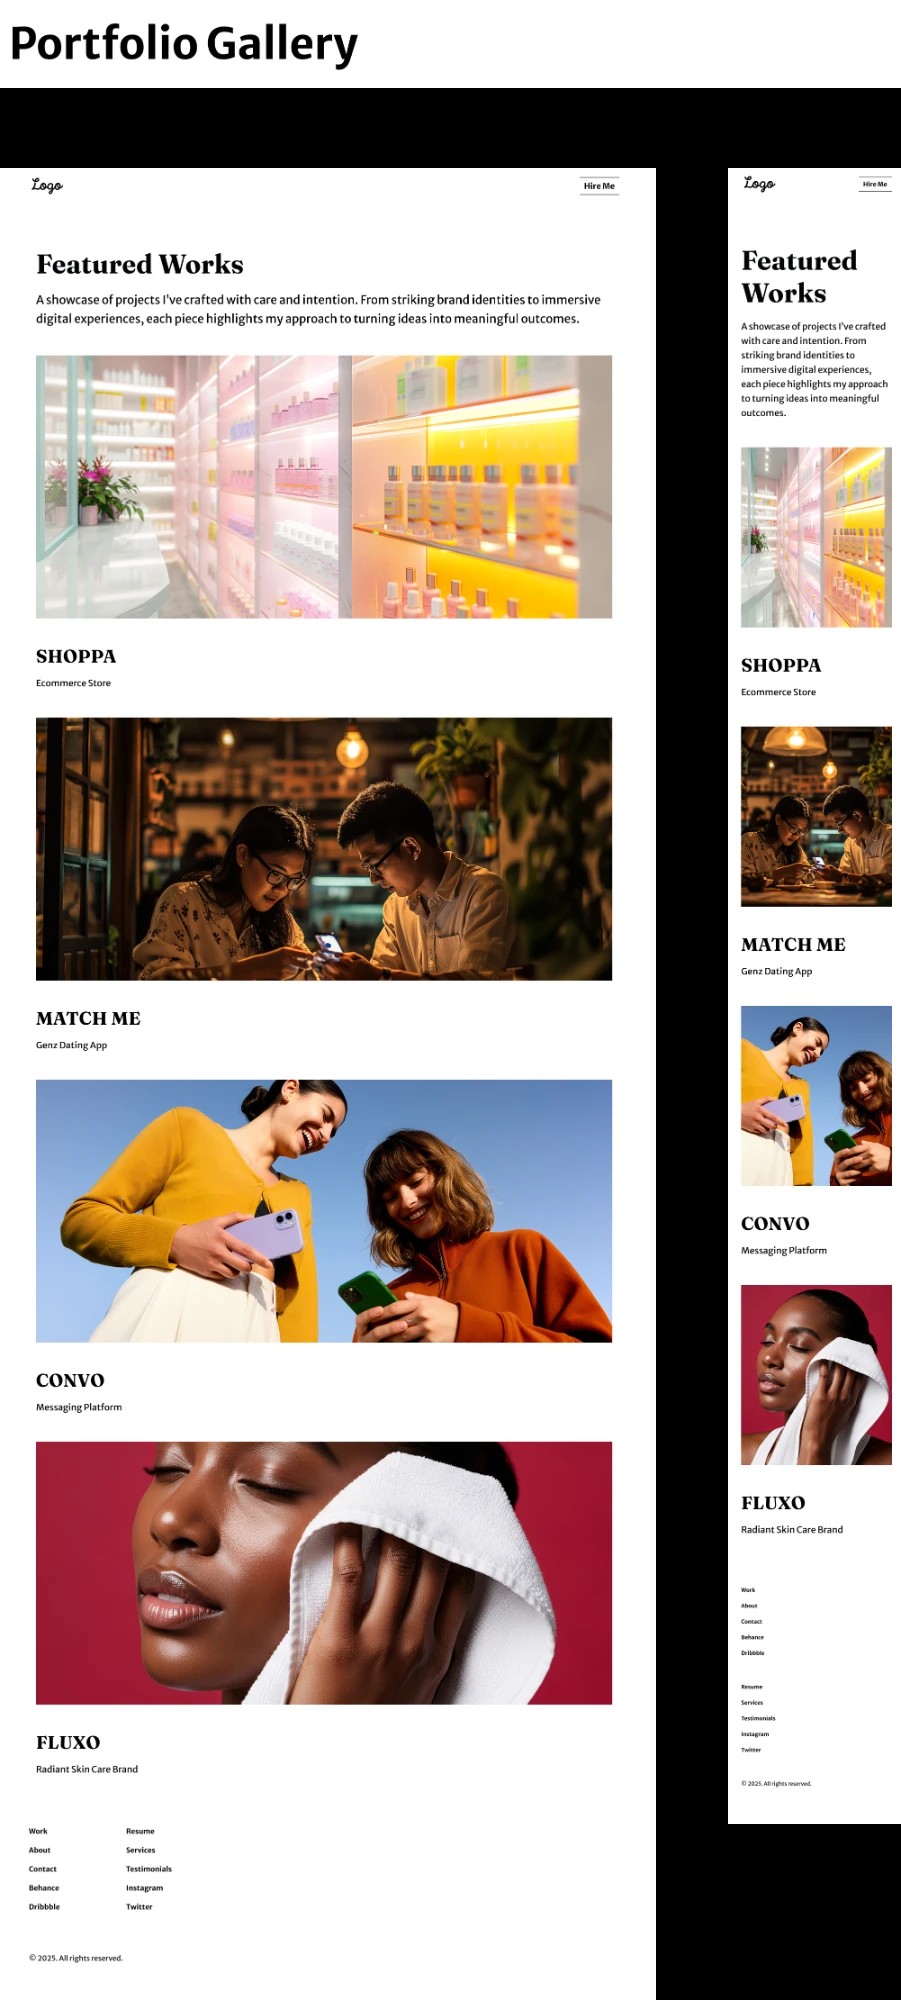 Portfolio Gallery
Logo
Hire Me
Featured Works
A showcase of projects I've crafted with care and intention. From striking brand identities to immersive
digital experiences, each piece highlights my approach to turning ideas into meaningful outcomes.
SHOPPA
Ecommerce Store
MATCH ME
Genz Dating App
CONVO
Messaging Platform
FLUXO
Radiant Skin Care Brand
Work
About
Contact
Behance
Dribbble
Resume
Services
Testimonials
Instagram
Twitter
© 2025. All rights reserved.
Logo
Hire Me
Featured
Works
A showcase of projects I've crafted
with care and intention. From
striking brand identities to
immersive digital experiences,
each piece highlights my approach
to turning ideas into meaningful
outcomes.
SHOPPA
Ecommerce Store
MATCH ME
Genz Dating App
CONVO
Messaging Platform
FLUXO
Radiant Skin Care Brand
Work
About
Contact
Behance
Dribbble
Resume
Services
Testimonials
Instagram
Twitter
© 2025. All rights reserved.